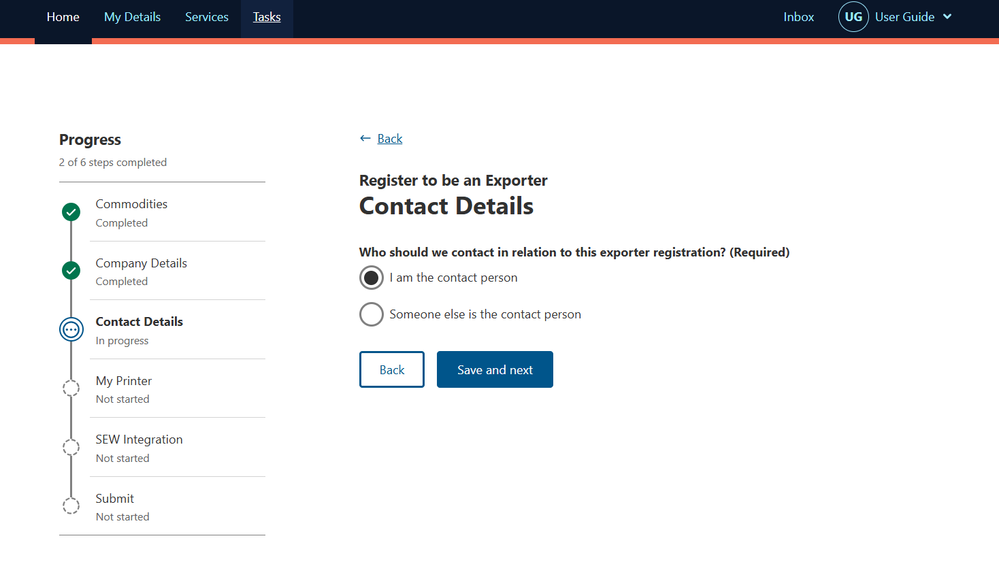 Home My Details Services Tasks Inbox UG User Guide
Progress
2 of 6 steps completed
Commodities
Completed
Company Details
Completed
Contact Details
In progress
My Printer
Not started
SEW Integration
Not started
Submit
Not started
Back
Register to be an Exporter
Contact Details
Who should we contact in relation to this exporter registration? (Required)
I am the contact person
Someone else is the contact person
Back Save and next